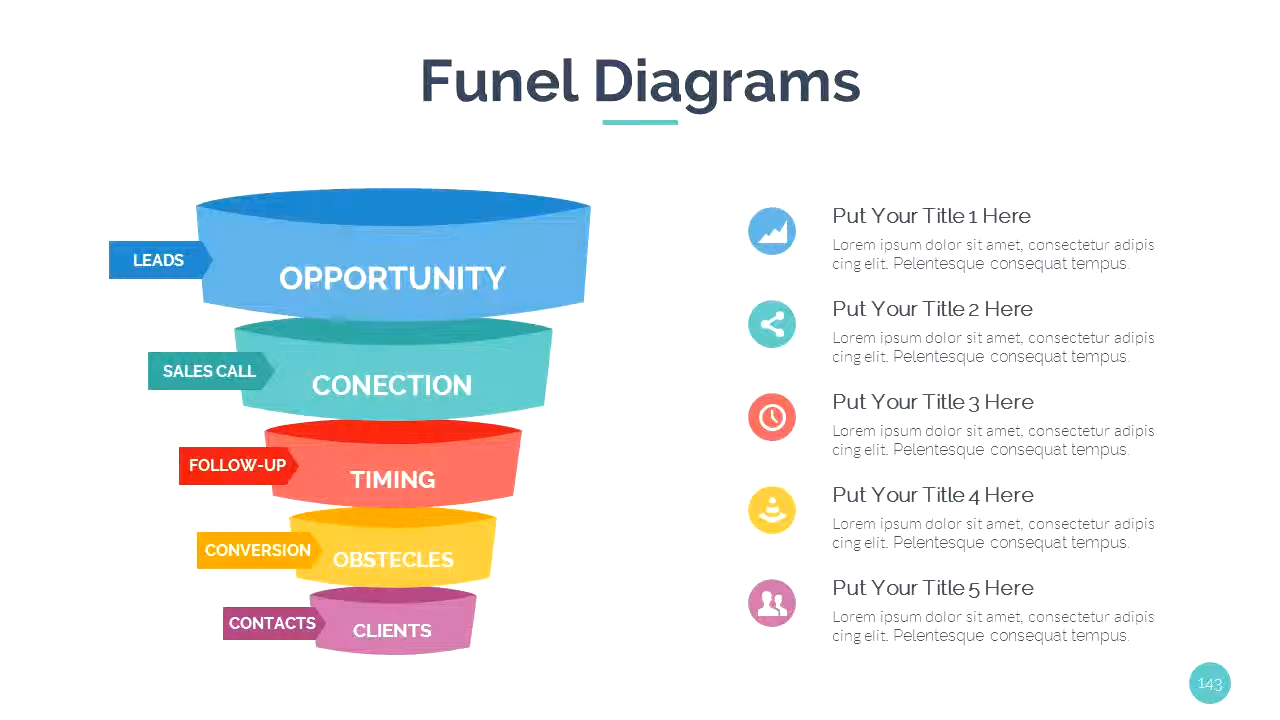 Funel Diagrams
LEADS
OPPORTUNITY
SALES CALL
CONECTION
FOLLOW-UP
TIMING
CONVERSION
OBSTECLES
CONTACTS
CLIENTS
Put Your Title 1 Here
Lorem ipsum dolor sit amet, consectetur adipis
cing elit. Pelentesque consequat tempus.
Put Your Title 2 Here
Lorem ipsum dolor sit amet, consectetur adipis
cing elit. Pelentesque consequat tempus.
Put Your Title 3 Here
Lorem ipsum dolor sit amet, consectetur adipis
cing elit. Pelentesque consequat tempus.
Put Your Title 4 Here
Lorem ipsum dolor sit amet, consectetur adipis
cing elit. Pelentesque consequat tempus.
Put Your Title 5 Here
Lorem ipsum dolor sit amet, consectetur adipis
cing elit. Pelentesque consequat tempus.
143